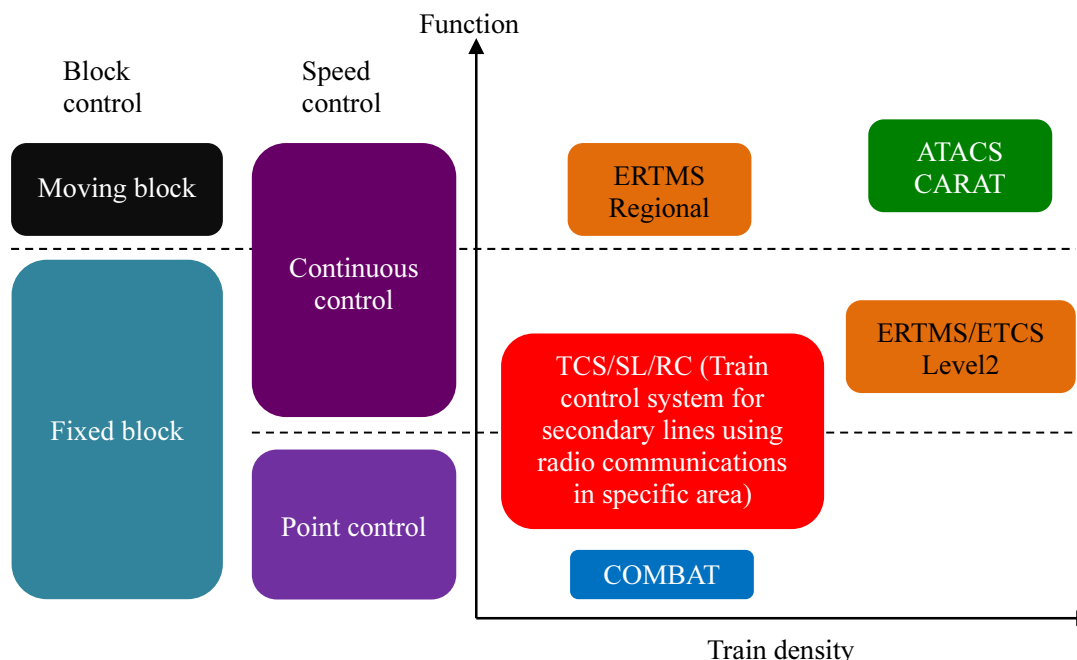 Function
Block
control
Speed
control
Moving block
Continuous
control
Fixed block
Point control
ERTMS
Regional
ATACS
CARAT
ERTMS/ETCS
Level2
TCS/SL/RC (Train
control system for
secondary lines using
radio communications
in specific area)
COMBAT
Train density